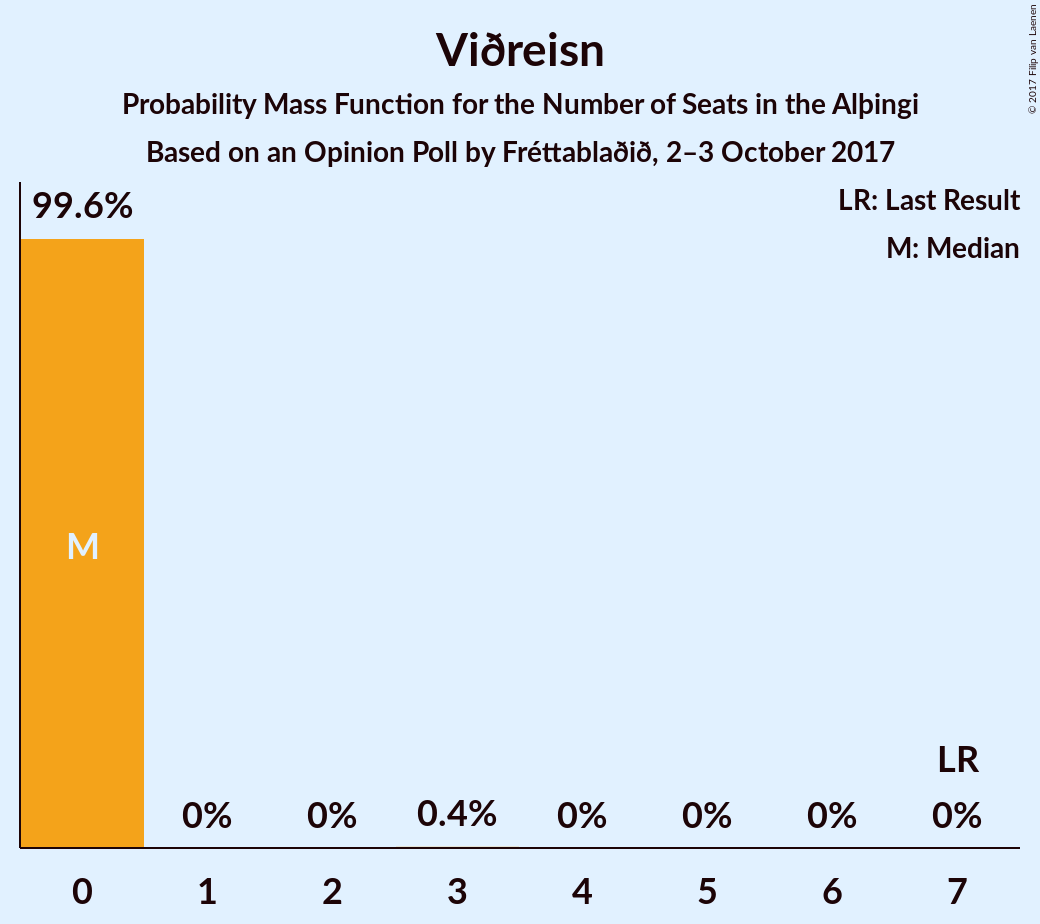 Viðreisn
Probability Mass Function for the Number of Seats in the Alþingi
Based on an Opinion Poll by Fréttablaðið, 2–3 October 2017
© 2017 Filip van Laenen
LR: Last Result
M: Median
99.6%
M
LR
0% 0% 0.4% 0% 0% 0% 0%
0 1 2 3 4 5 6 7